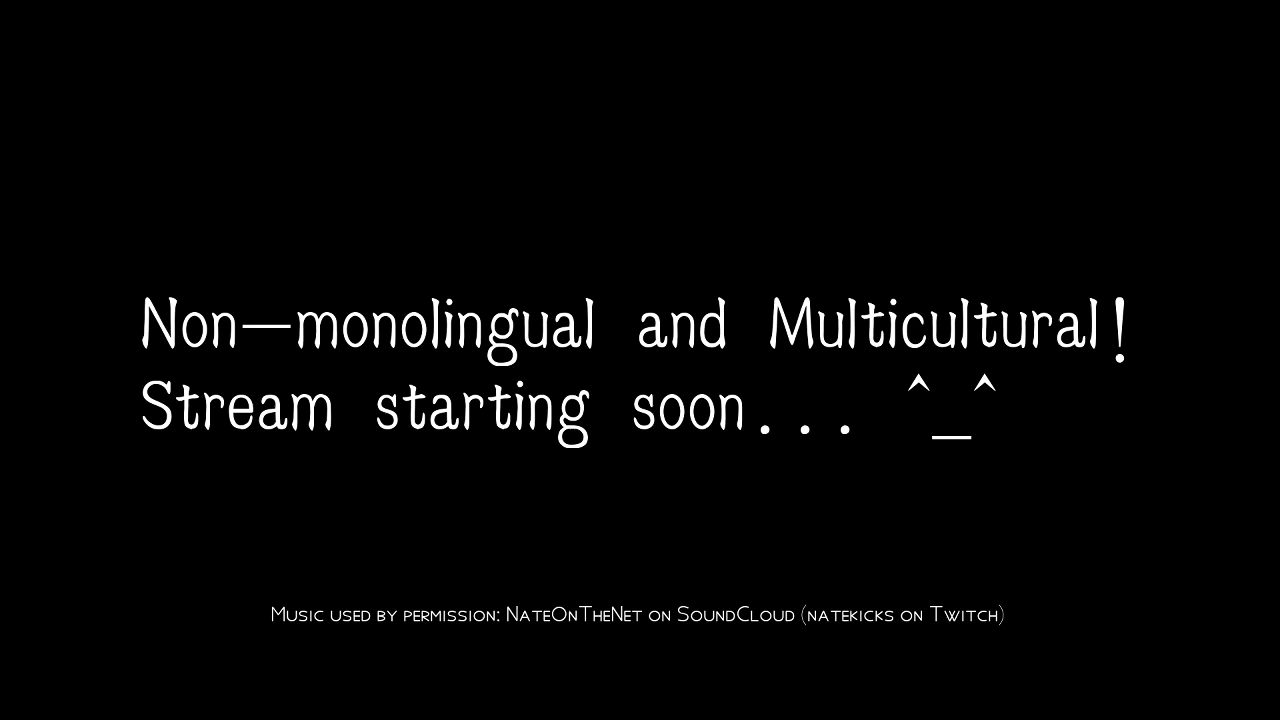 Non-monolingual and Multicultural!
Stream starting soon... ^_^
Music used by permission: NateOnTheNet on SoundCloud (natekicks on Twitch)